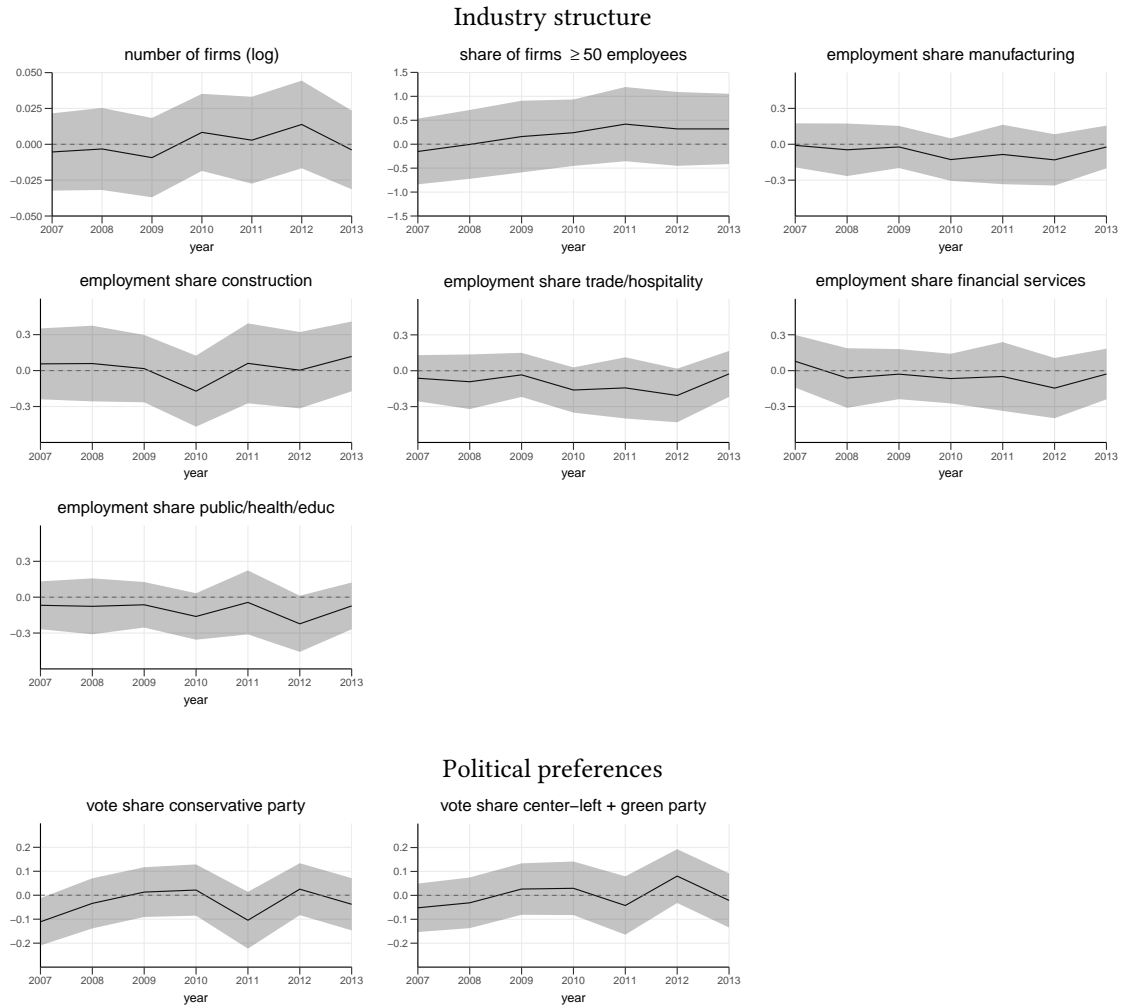 Industry structure
number of firms (log)
0.050
0.025
0.000
−0.025
−0.050
2007 2008 2009 2010 2011 2012 2013
year
share of firms ≥ 50 employees
1.5
1.0
0.5
0.0
−0.5
−1.0
−1.5
2007 2008 2009 2010 2011 2012 2013
year
employment share manufacturing
0.3
0.0
−0.3
2007 2008 2009 2010 2011 2012 2013
year
employment share construction
0.3
0.0
−0.3
2007 2008 2009 2010 2011 2012 2013
year
employment share trade/hospitality
0.3
0.0
−0.3
2007 2008 2009 2010 2011 2012 2013
year
employment share financial services
0.3
0.0
−0.3
2007 2008 2009 2010 2011 2012 2013
year
employment share public/health/educ
0.3
0.0
−0.3
2007 2008 2009 2010 2011 2012 2013
year
Political preferences
vote share conservative party
0.2
0.1
0.0
−0.1
−0.2
2007 2008 2009 2010 2011 2012 2013
year
vote share center−left + green party
0.2
0.1
0.0
−0.1
−0.2
2007 2008 2009 2010 2011 2012 2013
year